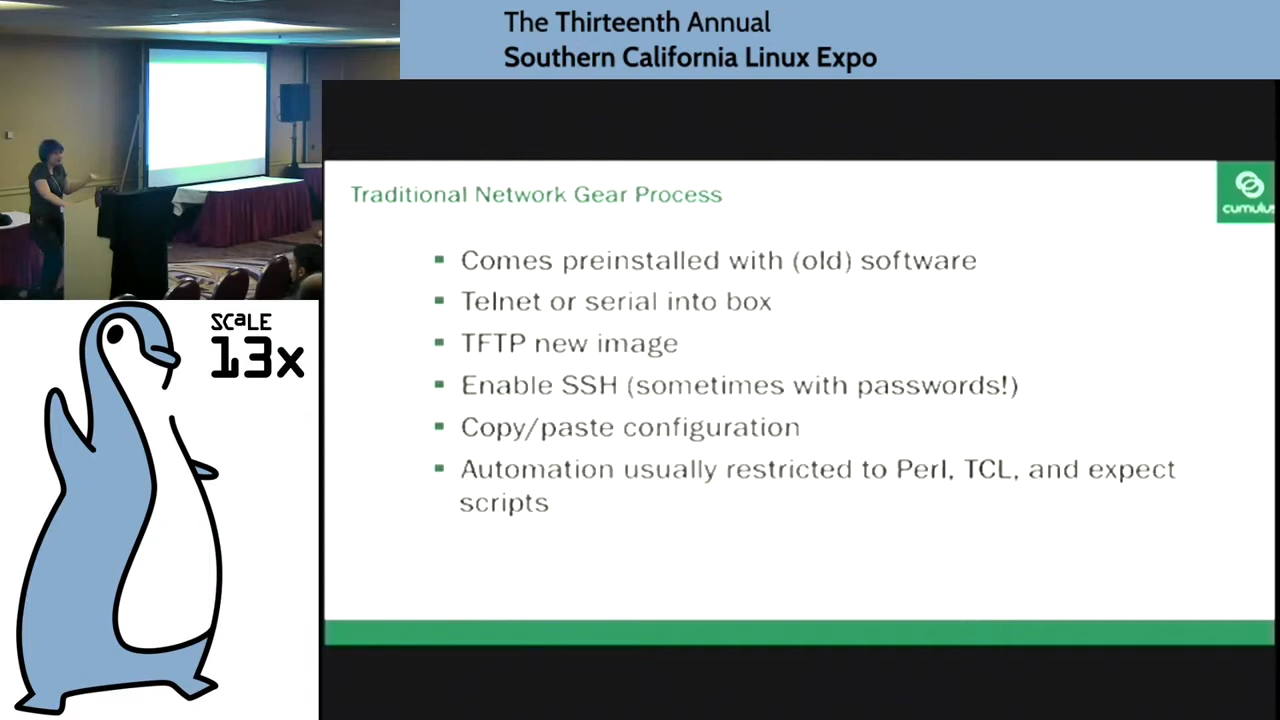 The Thirteenth Annual
Southern California Linux Expo
SCaLE
13x
Traditional Network Gear Process
cumulus
Comes preinstalled with (old) software
Telnet or serial into box
TFTP new image
Enable SSH (sometimes with passwords!)
Copy/paste configuration
Automation usually restricted to Perl, TCL, and expect
scripts